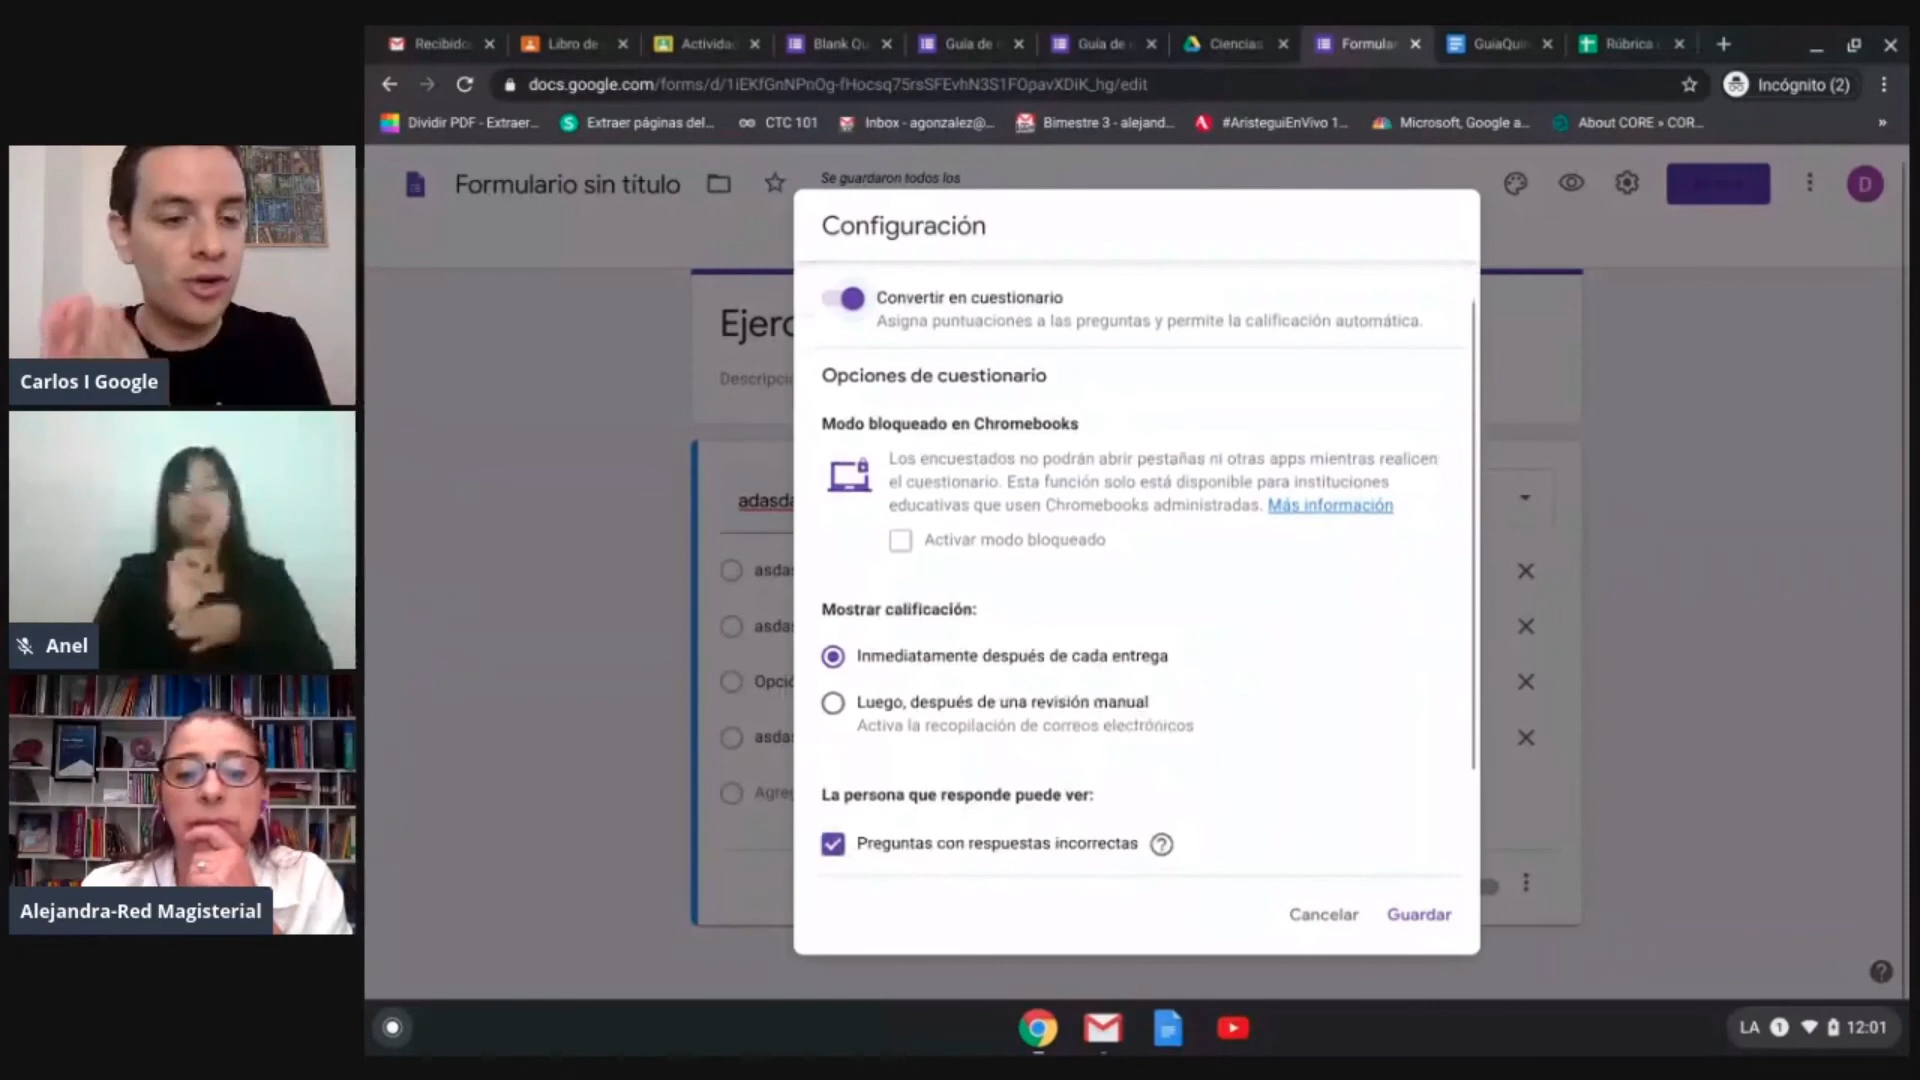 Recibido
Libro de
Activida
Blank Qu
Guía de
Guía de
Ciencias
Formular
GuiaQui
Rúbrica
docs.google.com/forms/d/1iEKfGnNPnOg-fHocsq75rsSFEvhN3S1FOpavXDiK_hg/edit
Incógnito (2)
Dividir PDF - Extraer...
Extraer páginas del...
CTC 101
Inbox - agonzalez@...
Bimestre 3 - alejand...
#AristeguiEnVivo 1...
Microsoft, Google a...
About CORE » COR...
»
Formulario sin título
Se guardaron todos los
D
Configuración
Convertir en cuestionario
Asigna puntuaciones a las preguntas y permite la calificación automática.
Ejerc
Descripci
Opciones de cuestionario
Modo bloqueado en Chromebooks
Los encuestados no podrán abrir pestañas ni otras apps mientras realicen
el cuestionario. Esta función solo está disponible para instituciones
educativas que usen Chromebooks administradas. Más información
Activar modo bloqueado
adasda
asdas
asdas
Opció
asdas
Agreg
Mostrar calificación:
Inmediatamente después de cada entrega
Luego, después de una revisión manual
Activa la recopilación de correos electrónicos
La persona que responde puede ver:
Preguntas con respuestas incorrectas
Cancelar
Guardar
Carlos I Google
Anel
Alejandra-Red Magisterial
LA
1
12:01